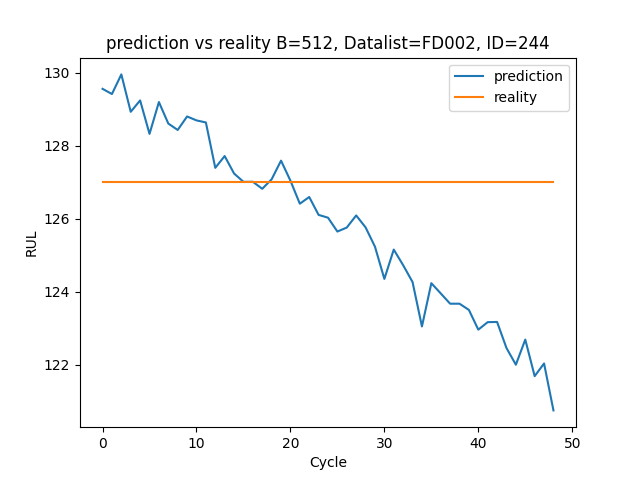 prediction vs reality B=512, Datalist=FD002, ID=244
prediction
reality
130
128
126
124
122
RUL
0 10 20 30 40 50
Cycle